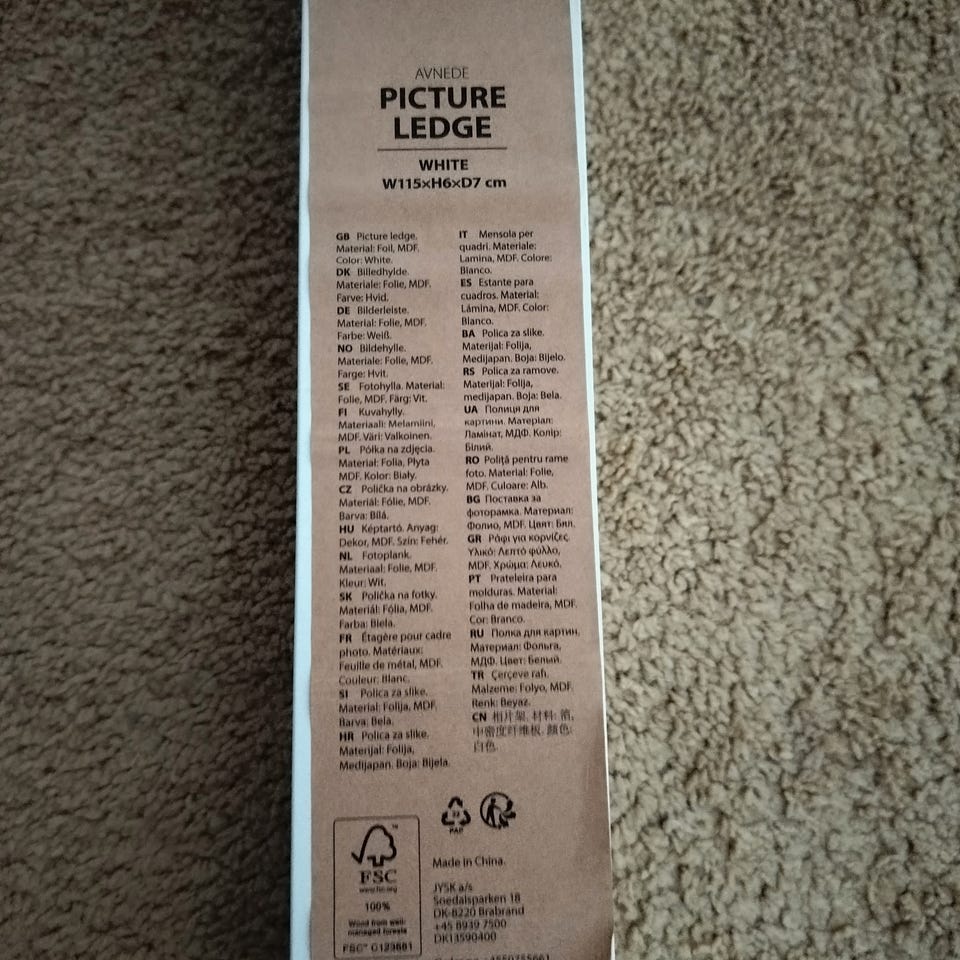 AVNEDE
PICTURE
LEDGE
WHITE
W115×H6×D7 cm
GB Picture ledge.
Material: Foil, MDF.
Color: White.
DK Billedhylde.
Materiale: Folie, MDF.
Farve: Hvid.
DE Bilderleiste.
Material: Folie, MDF.
Farbe: Weiß.
NO Bildehylle.
Materiale: Folie, MDF.
Farge: Hvit.
SE Fotohylla. Material:
Folie, MDF. Färg: Vit.
FI Kuvahylly.
Materiaali: Melamiini,
MDF. Väri: Valkoinen.
PL Półka na zdjęcia.
Material: Folia, Płyta
MDF. Kolor: Biały.
CZ Polička na obrázky.
Materiál: Fólie, MDF.
Barva: Bílá.
HU Képtartó. Anyag:
Dekor, MDF. Szín: Fehér.
NL Fotoplank.
Materiaal: Folie, MDF.
Kleur: Wit.
SK Polička na fotky.
Materiál: Fólia, MDF.
Farba: Biela.
FR Étagère pour cadre
photo. Matériaux:
Feuille de métal, MDF.
Couleur: Blanc.
SI Polica za slike.
Material: Folija, MDF.
Barva: Bela.
HR Polica za slike.
Materijal: Folija,
Medijapan. Boja: Bijela.
IT Mensola per
quadri. Materiale:
Lamina, MDF. Colore:
Bianco.
ES Estante para
cuadros. Material:
Lámina, MDF. Color:
Blanco.
BA Polica za slike.
Materijal: Folija,
Medijapan. Boja: Bijelo.
RS Polica za ramove.
Materijal: Folija,
medijapan. Boja: Bela.
UA Полиця для
картини. Матеріал:
Ламінат, МДФ. Колір:
Білий.
RO Poliță pentru rame
foto. Material: Folie,
MDF. Culoare: Alb.
BG Поставка за
фоторамка. Материал:
Фолио, MDF. Цвят: Бял.
GR Ράφι για κορνίζες.
Υλικό: Λεπτό φύλλο,
MDF. Χρώμα: Λευκό.
PT Prateleira para
molduras. Material:
Folha de madeira, MDF.
Cor: Branco.
RU Полка для картин.
Материал: Фольга,
МДФ. Цвет: Белый.
TR Çerçeve rafı.
Malzeme: Folyo, MDF.
Renk: Beyaz.
CN 相片架. 材料: 箔,
中密度纤维板. 颜色:
白色.
PAP
FSC
www.fsc.org
100%
Wood from well-
managed forests
FSC™ C123681
Made in China.
JYSK a/s
Soedalsparken 18
DK-8220 Brabrand
+45 8939 7500
DK13590400